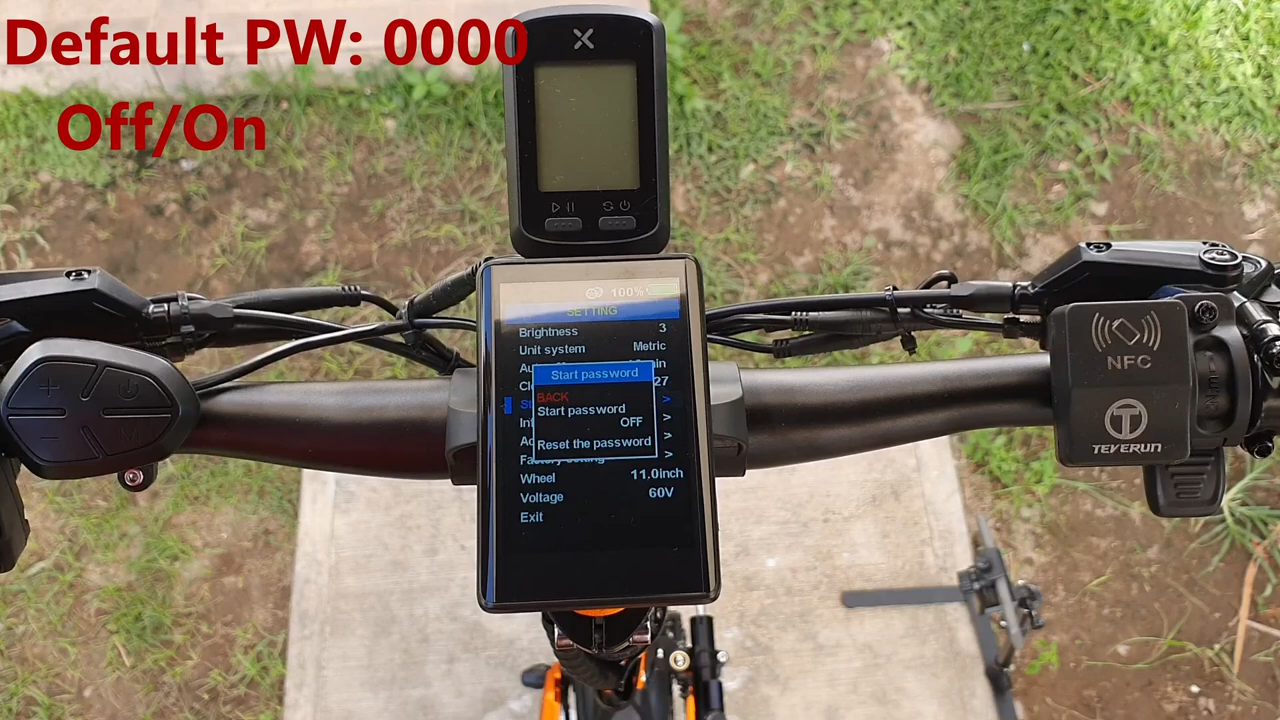 Default PW: 0000
Off/On
X
100%
SETTING
Brightness 3
Unit system Metric
27
Start password
BACK
Start password
OFF
Reset the password
Wheel 11.0inch
Voltage 60V
Exit
NFC
TEVERUN